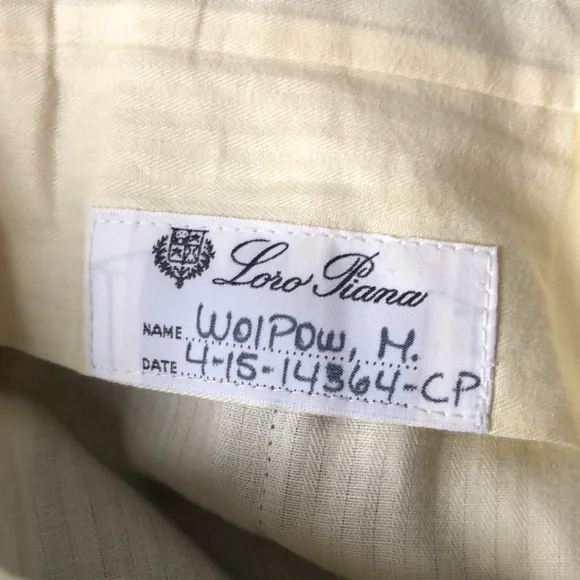 Loro Piana
NAME WOlPOW, M.
DATE 4-15-14364-CP